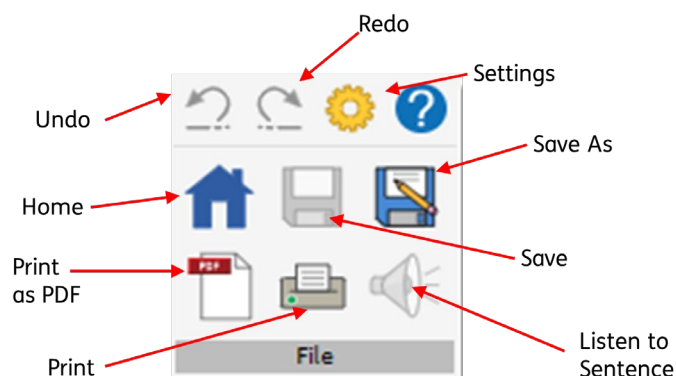 Redo
Settings
Undo
?
Save As
Home
Save
Print
as PDF
PDF
Listen to
Sentence
Print
File